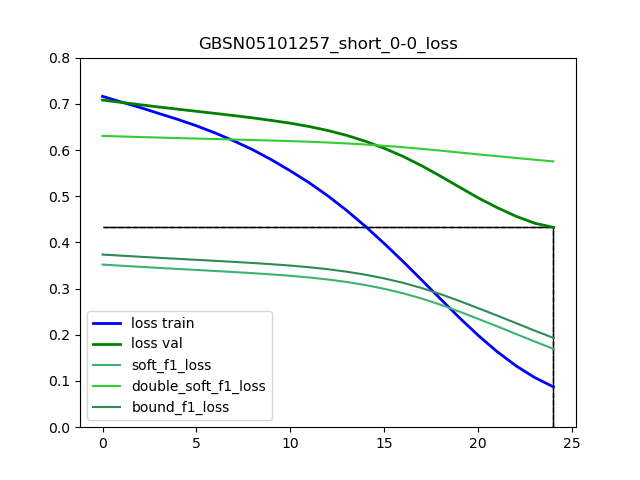 GBSN05101257_short_0-0_loss
0.8
0.7
0.6
0.5
0.4
0.3
0.2
0.1
0.0
loss train
loss val
soft_f1_loss
double_soft_f1_loss
bound_f1_loss
0 5 10 15 20 25